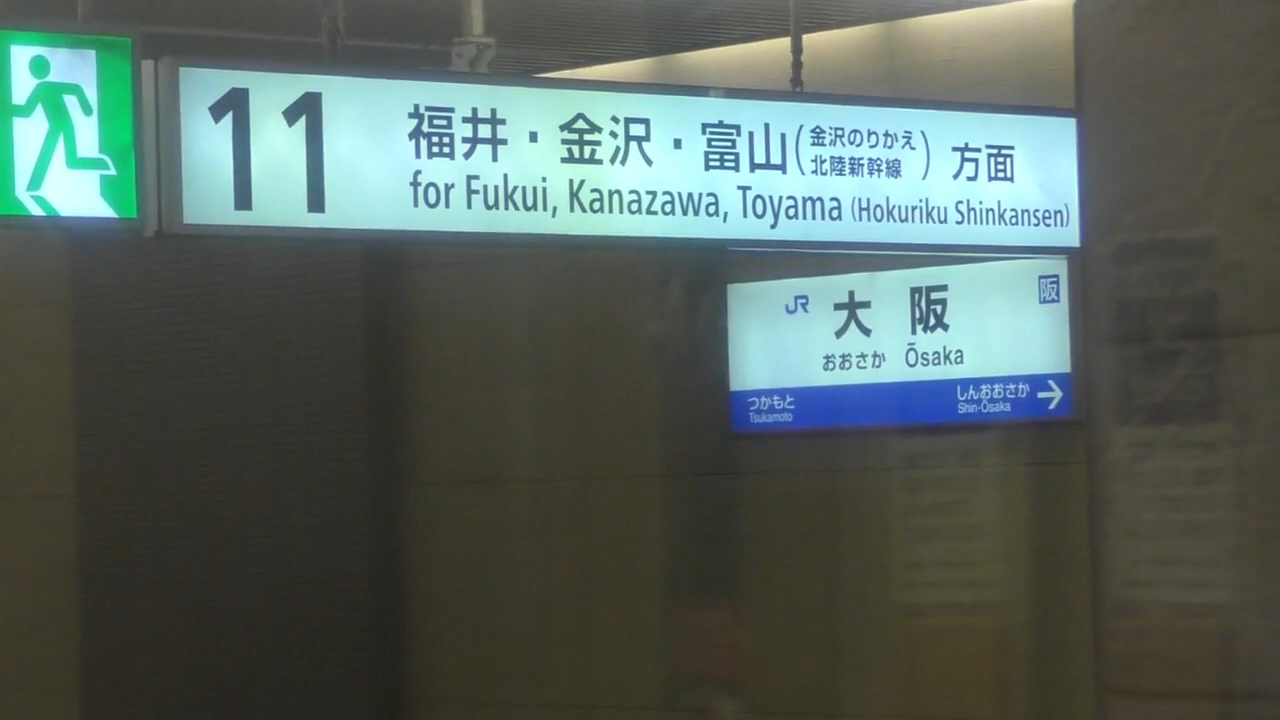 11
福井・金沢・富山(金沢のりかえ北陸新幹線)方面
for Fukui, Kanazawa, Toyama (Hokuriku Shinkansen)
JR 大阪 阪
おおさか Ōsaka
つかもと しんおおさか →
Tsukamoto Shin-Ōsaka